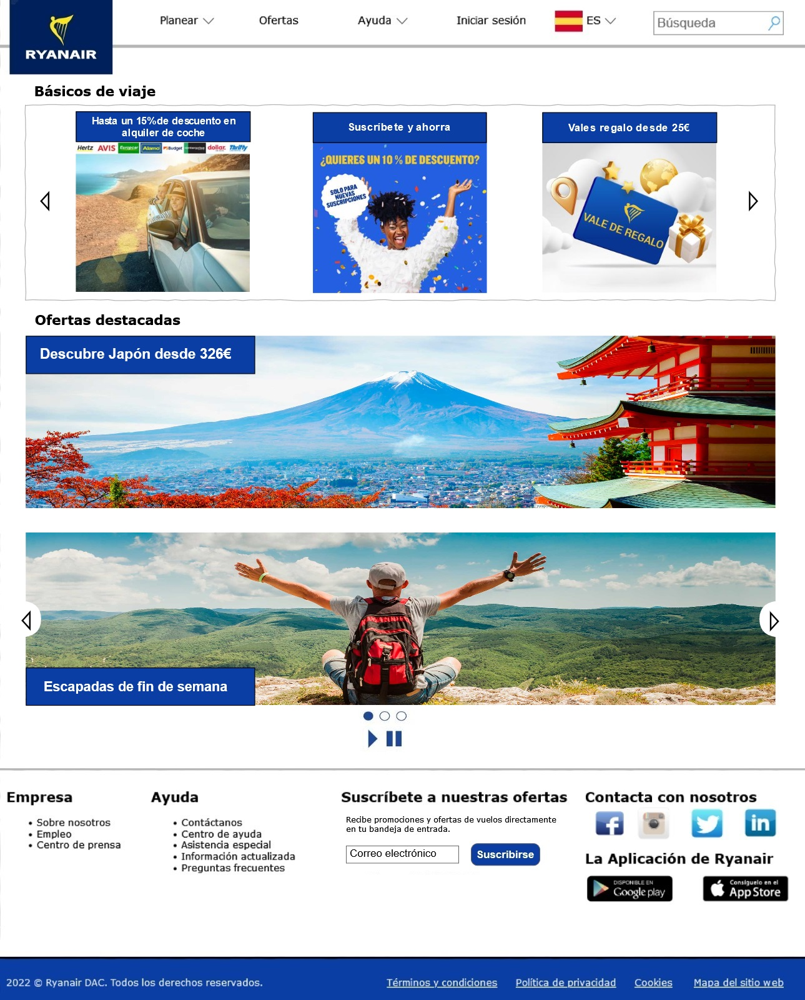 Planear
Ofertas
Ayuda
Iniciar sesión
ES
Búsqueda
RYANAIR
Básicos de viaje
Hasta un 15%de descuento en
alquiler de coche
Hertz AVIS Europcar Alamo Budget enterprise dollar. Thrifty
Suscríbete y ahorra
¿QUIERES UN 10 % DE DESCUENTO?
SOLO PARA
NUEVAS
SUSCRIPCIONES
Vales regalo desde 25€
VALE DE REGALO
Ofertas destacadas
Descubre Japón desde 326€
Escapadas de fin de semana
Empresa
• Sobre nosotros
• Empleo
• Centro de prensa
Ayuda
• Contáctanos
• Centro de ayuda
• Asistencia especial
• Información actualizada
• Preguntas frecuentes
Suscríbete a nuestras ofertas
Recibe promociones y ofertas de vuelos directamente
en tu bandeja de entrada.
Correo electrónico
Suscribirse
Contacta con nosotros
f
in
La Aplicación de Ryanair
DISPONIBLE EN
Google play
Consíguelo en el
App Store
2022 © Ryanair DAC. Todos los derechos reservados.
Términos y condiciones
Política de privacidad
Cookies
Mapa del sitio web